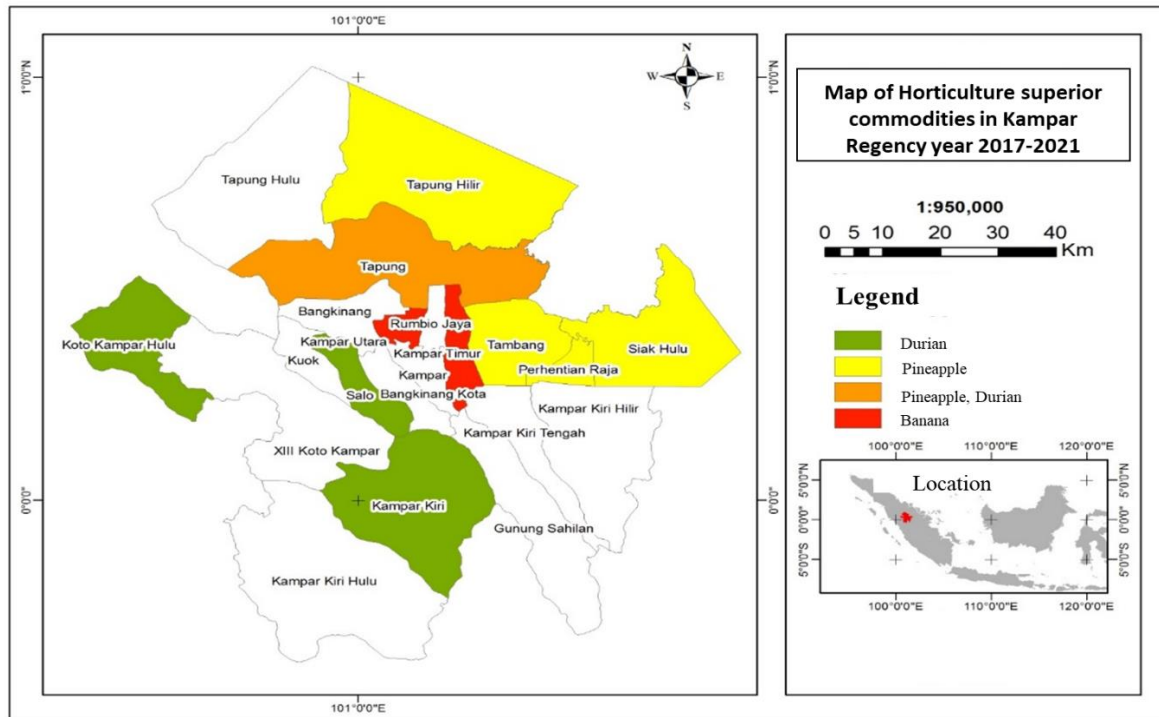 101°0'0"E
1°0'0"N
1°0'0"N
N
W
E
S
Tapung Hulu
Tapung Hilir
Tapung
Bangkinang
Rumbio Jaya
Koto Kampar Hulu
Kampar Utara
Kuok
Kampar Timur
Tambang
Siak Hulu
Kampar
Perhentian Raja
Salo
Bangkinang Kota
Kampar Kiri Hilir
Kampar Kiri Tengah
XIII Koto Kampar
0°0'0"
0°0'0"
Kampar Kiri
Gunung Sahilan
Kampar Kiri Hulu
101°0'0"E
Map of Horticulture superior
commodities in Kampar
Regency year 2017-2021
1:950,000
0 5 10 20 30 40
Km
Legend
Durian
Pineapple
Pineapple, Durian
Banana
100°0'0"E 110°0'0"E 120°0'0"E
Location
5°0'0"N
0°0'0"
5°0'0"S
5°0'0"N
0°0'0"
5°0'0"S
100°0'0"E 110°0'0"E 120°0'0"E